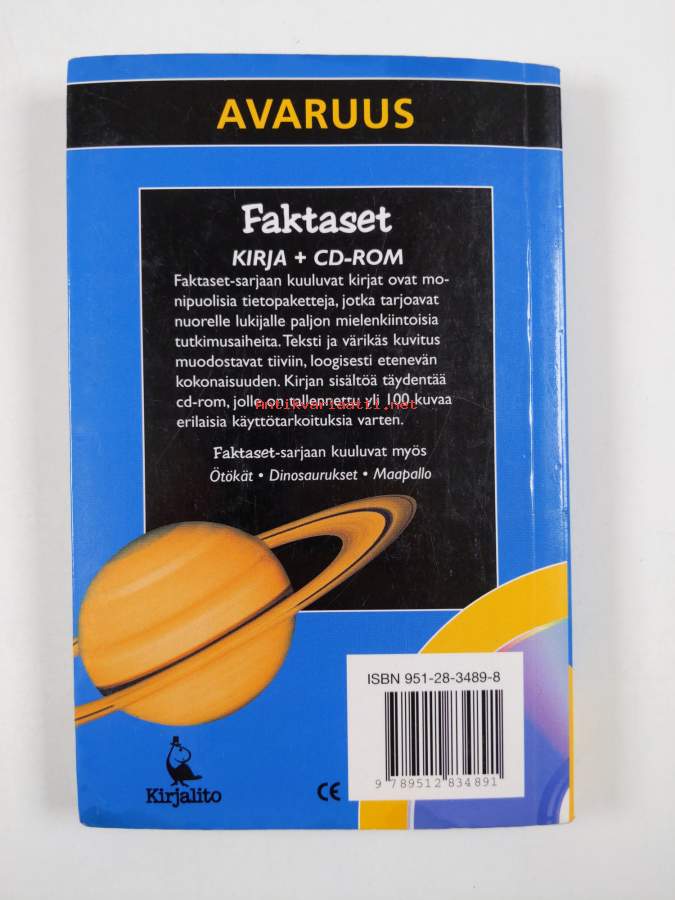 AVARUUS
Faktaset
KIRJA + CD-ROM
Faktaset-sarjaan kuuluvat kirjat ovat mo-
nipuolisia tietopaketteja, jotka tarjoavat
nuorelle lukijalle paljon mielenkiintoisia
tutkimusaiheita. Teksti ja värikäs kuvitus
muodostavat tiiviin, loogisesti etenevän
kokonaisuuden. Kirjan sisältöä täydentää
cd-rom, jolle on tallennettu yli 100 kuvaa
antikvariaatti.net
erilaisia käyttötarkoituksia varten.
Faktaset-sarjaan kuuluvat myös
Ötökät • Dinosaurukset • Maapallo
ISBN 951-28-3489-8
9 789512 834891
Kirjalito
CE